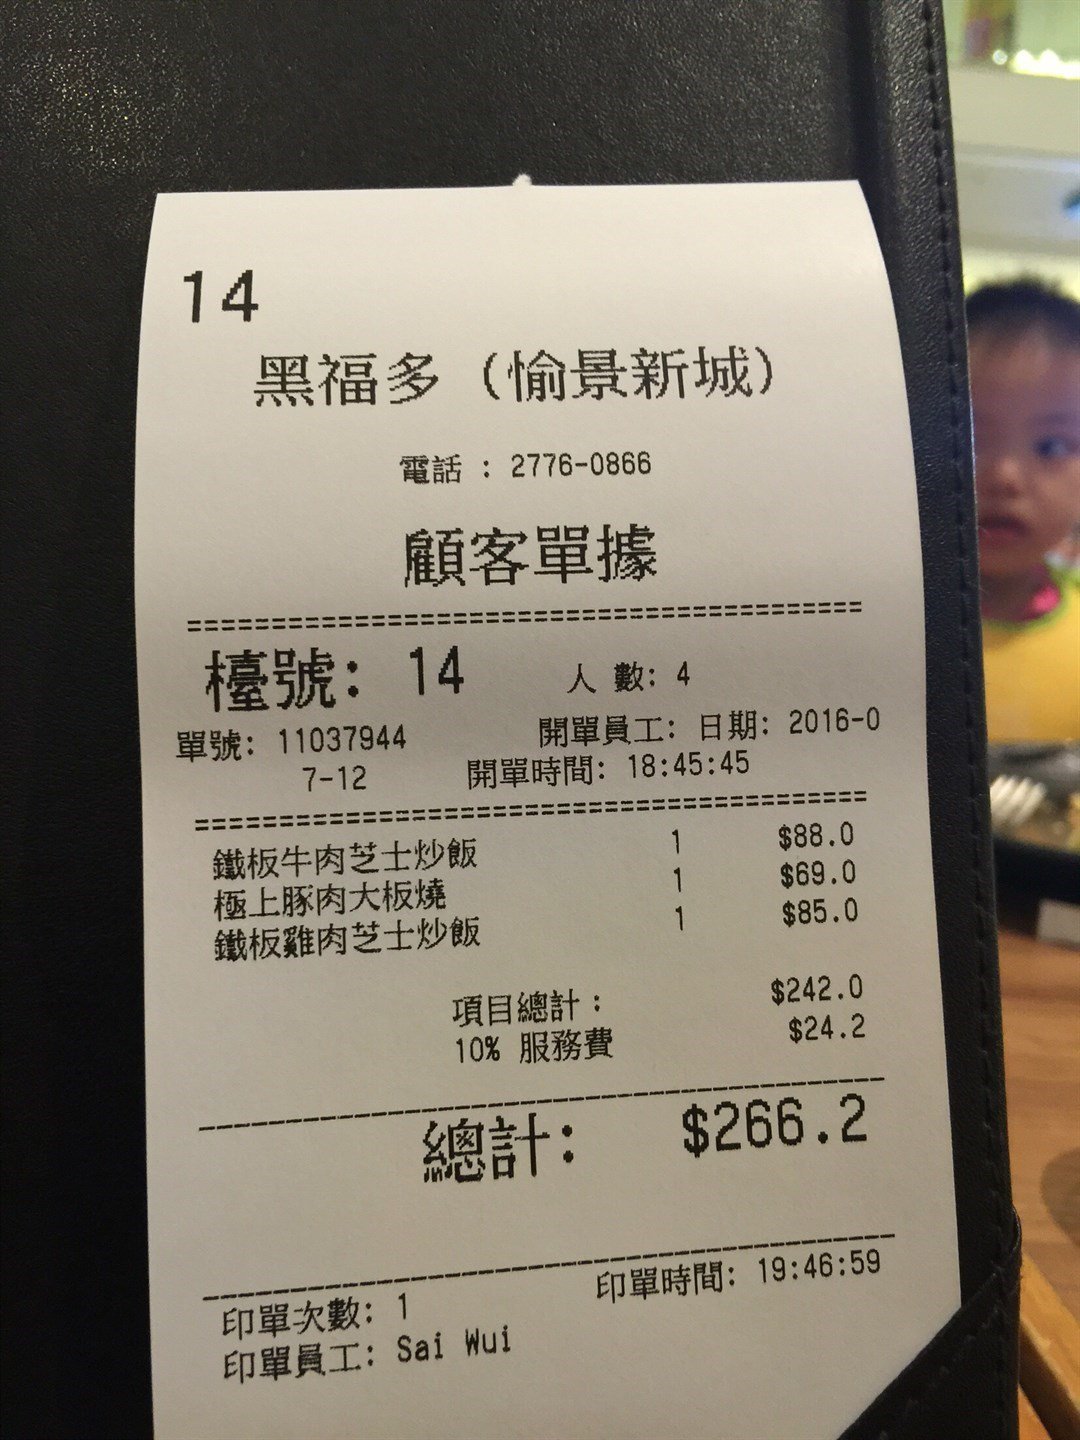 14
黑福多（愉景新城）
電話 : 2776-0866
顧客單據
========================================
檯號: 14 人 數: 4
單號: 11037944 開單員工: 日期: 2016-0
7-12 開單時間: 18:45:45
========================================
鐵板牛肉芝士炒飯 1 $88.0
極上豚肉大板燒 1 $69.0
鐵板雞肉芝士炒飯 1 $85.0
項目總計： $242.0
10% 服務費 $24.2
總計: $266.2
印單次數: 1 印單時間: 19:46:59
印單員工: Sai Wui